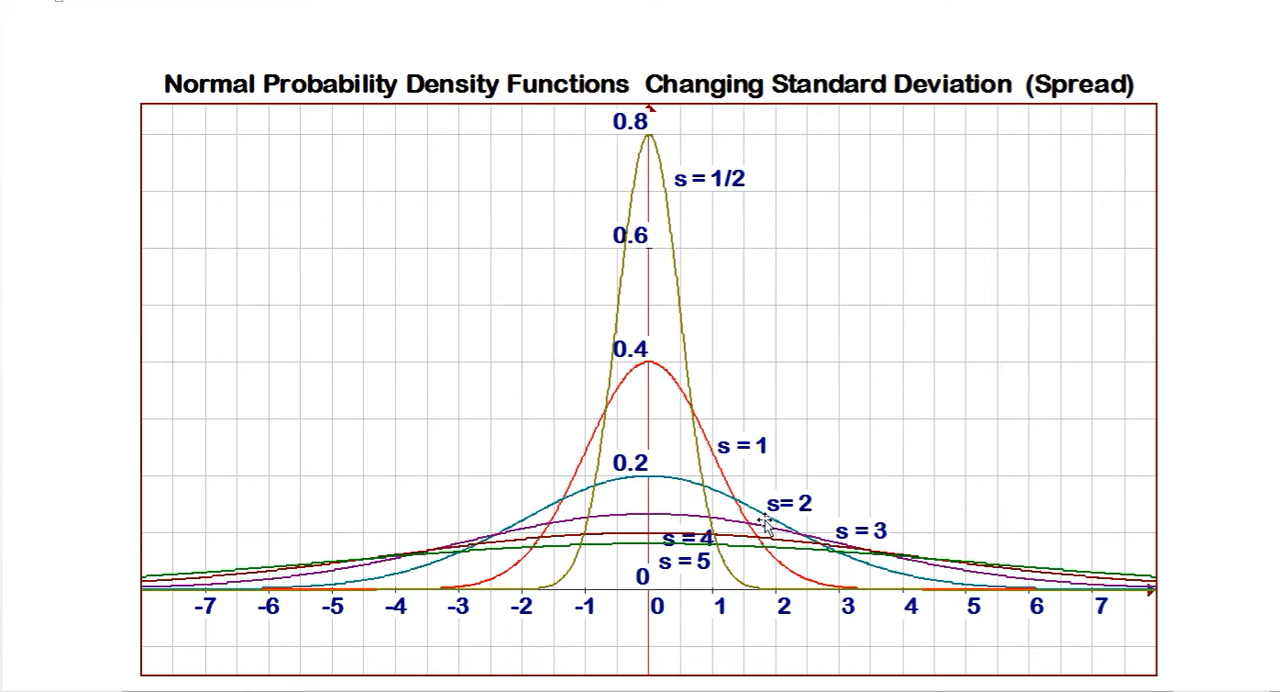 Normal Probability Density Functions  Changing Standard Deviation  (Spread)
0.8
s = 1/2
0.6
0.4
s = 1
0.2
s= 2
s = 3
s = 4
s = 5
0
-7 -6 -5 -4 -3 -2 -1 0 1 2 3 4 5 6 7